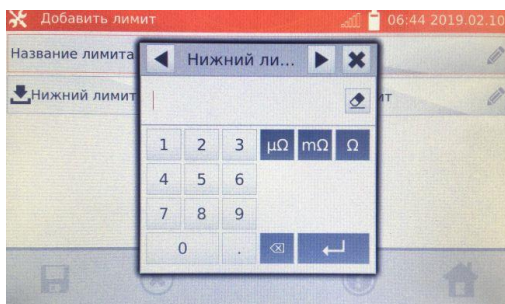 Добавить лимит 06:44 2019.02.10
Название лимита
Нижний ли...
Нижний лимит ит
1 2 3 μΩ mΩ Ω
4 5 6
7 8 9
0 .